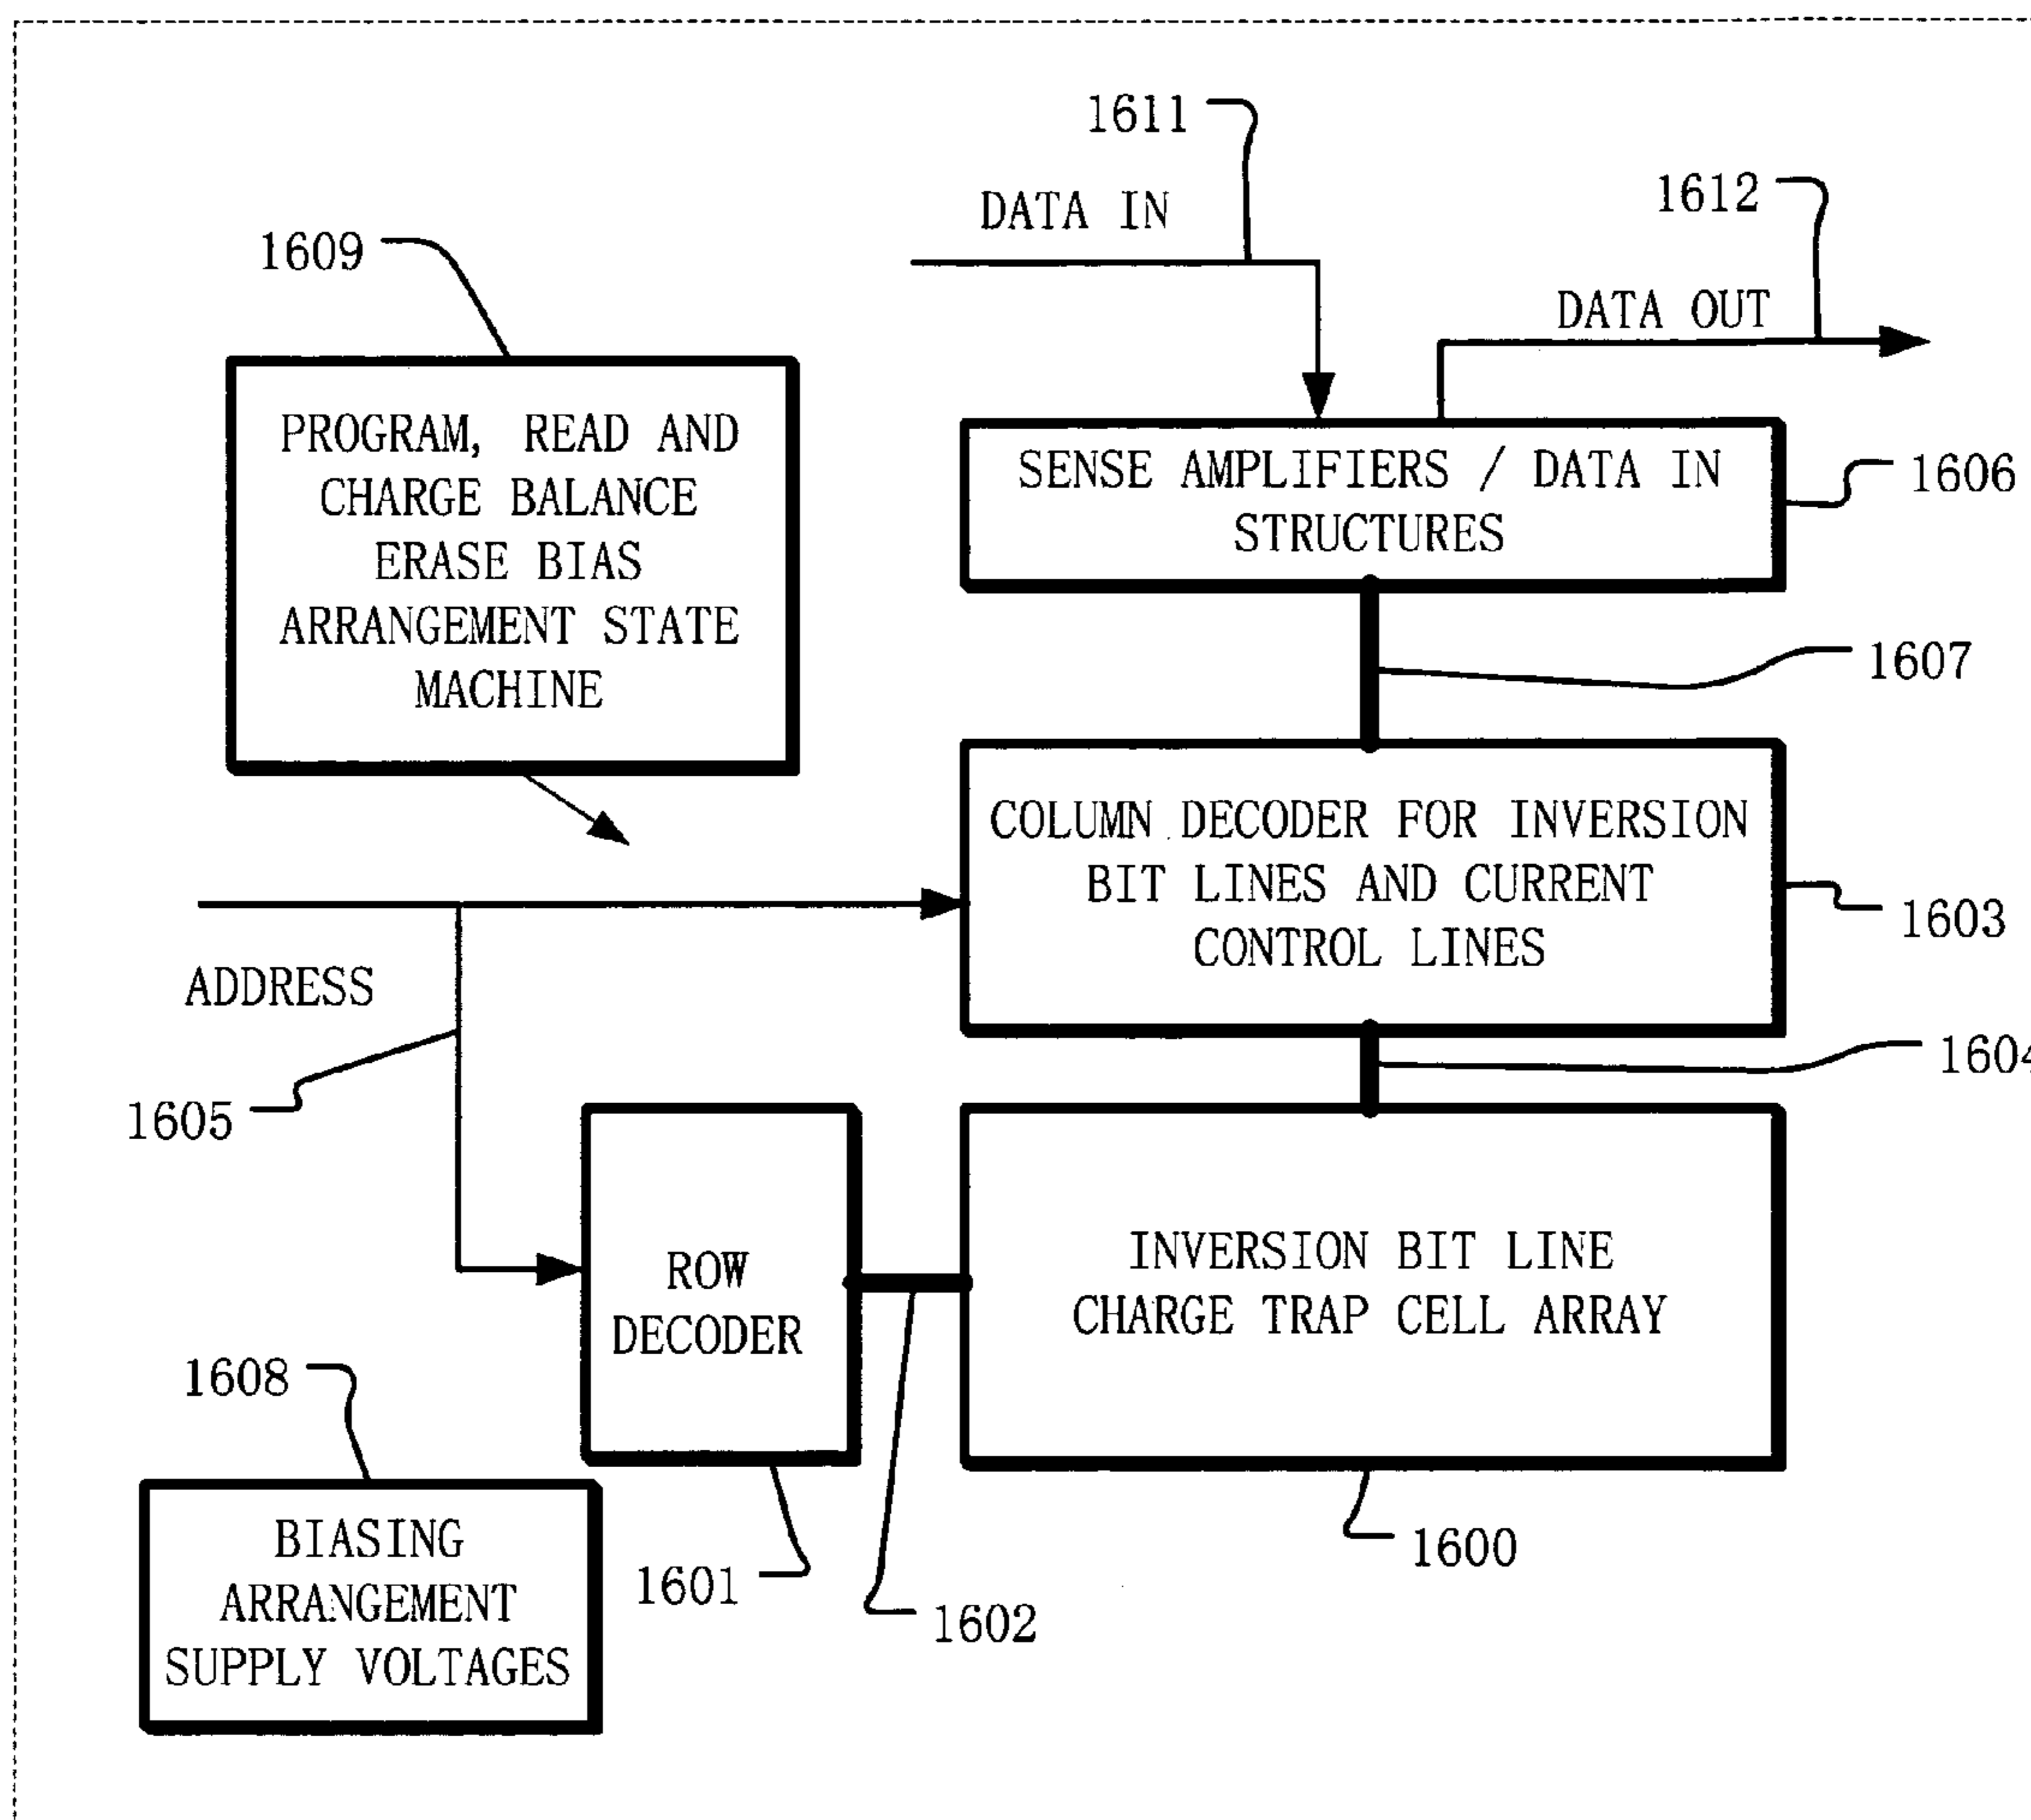 1611
DATA IN
1612
1609
DATA OUT
PROGRAM, READ AND
CHARGE BALANCE
ERASE BIAS
ARRANGEMENT STATE
MACHINE
SENSE AMPLIFIERS / DATA IN
STRUCTURES
1606
1607
COLUMN DECODER FOR INVERSION
BIT LINES AND CURRENT
CONTROL LINES
1603
ADDRESS
1604
1605
ROW
DECODER
INVERSION BIT LINE
CHARGE TRAP CELL ARRAY
1608
1600
1601
1602
BIASING
ARRANGEMENT
SUPPLY VOLTAGES